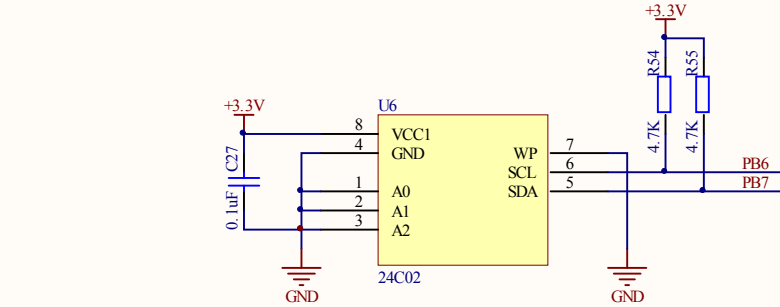 +3.3V
R54
R55
4.7K
4.7K
+3.3V
C27
0.1uF
U6
8
VCC1
4
GND
1
A0
2
A1
3
A2
WP
7
SCL
6
SDA
5
PB6
PB7
24C02
GND
GND